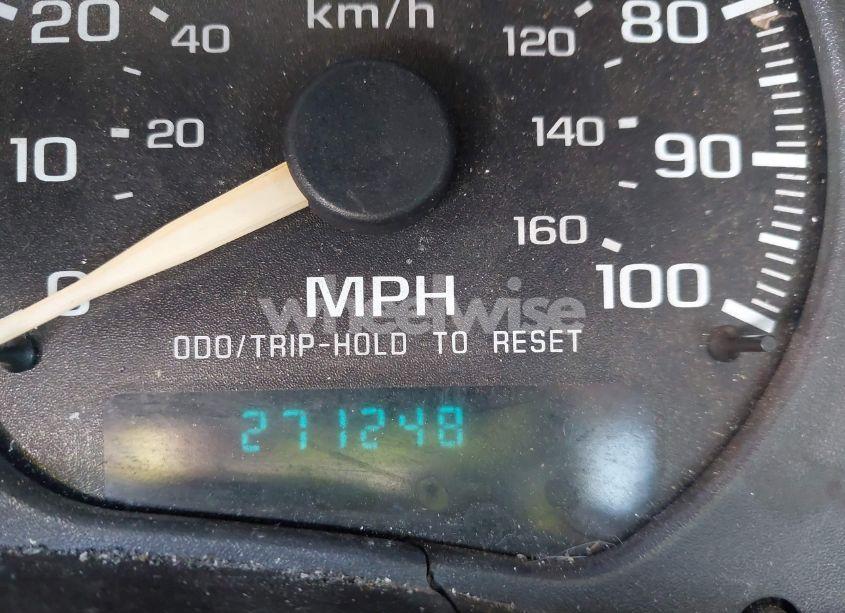 km/h
20 40 120 80
10 20 140 90
0 160 100
MPH
wheelwise
ODO/TRIP-HOLD TO RESET
271248